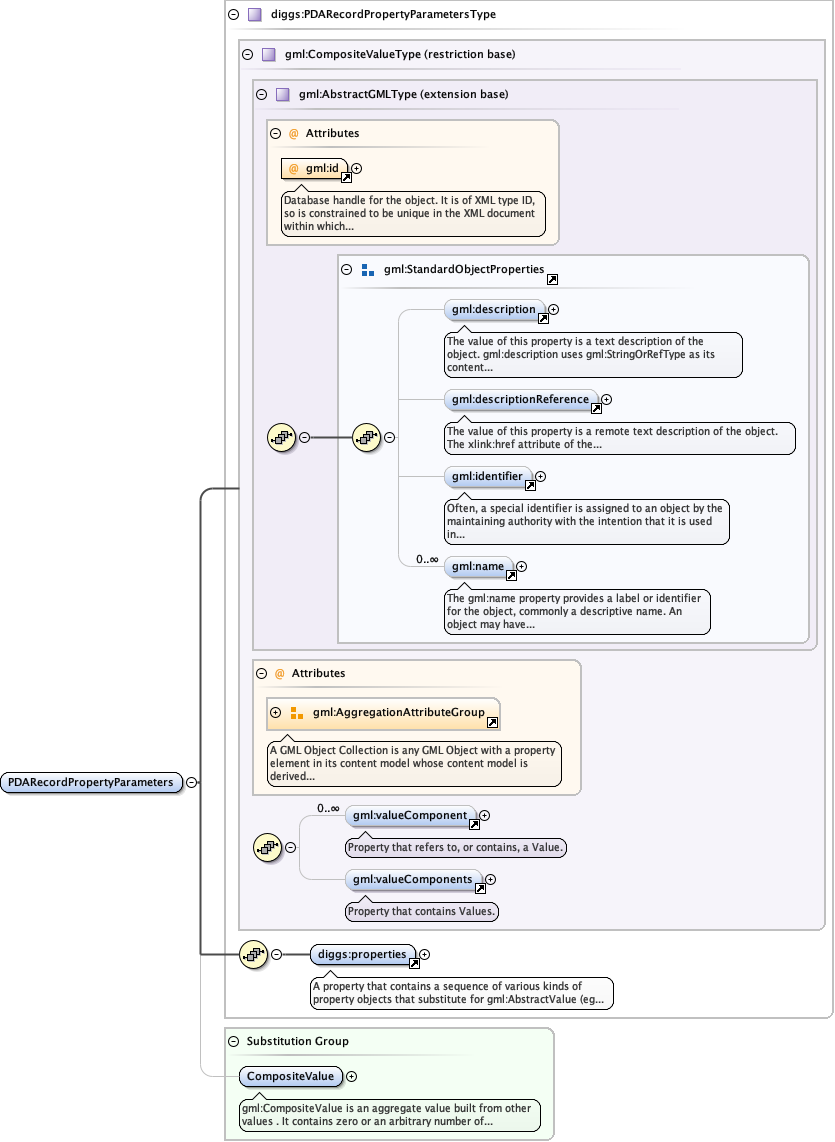 diggs:PDARecordPropertyParametersType
gml:CompositeValueType (restriction base)
gml:AbstractGMLType (extension base)
@ Attributes
@ gml:id
Database handle for the object. It is of XML type ID,
so is constrained to be unique in the XML document
within which...
gml:StandardObjectProperties
gml:description
The value of this property is a text description of the
object. gml:description uses gml:StringOrRefType as its
content...
gml:descriptionReference
The value of this property is a remote text description of the object.
The xlink:href attribute of the...
gml:identifier
Often, a special identifier is assigned to an object by the
maintaining authority with the intention that it is used
in...
0..∞
gml:name
The gml:name property provides a label or identifier
for the object, commonly a descriptive name. An
object may have...
@ Attributes
gml:AggregationAttributeGroup
A GML Object Collection is any GML Object with a property
element in its content model whose content model is
derived...
PDARecordPropertyParameters
0..∞
gml:valueComponent
Property that refers to, or contains, a Value.
gml:valueComponents
Property that contains Values.
diggs:properties
A property that contains a sequence of various kinds of
property objects that substitute for gml:AbstractValue (eg...
Substitution Group
CompositeValue
gml:CompositeValue is an aggregate value built from other
values . It contains zero or an arbitrary number of...